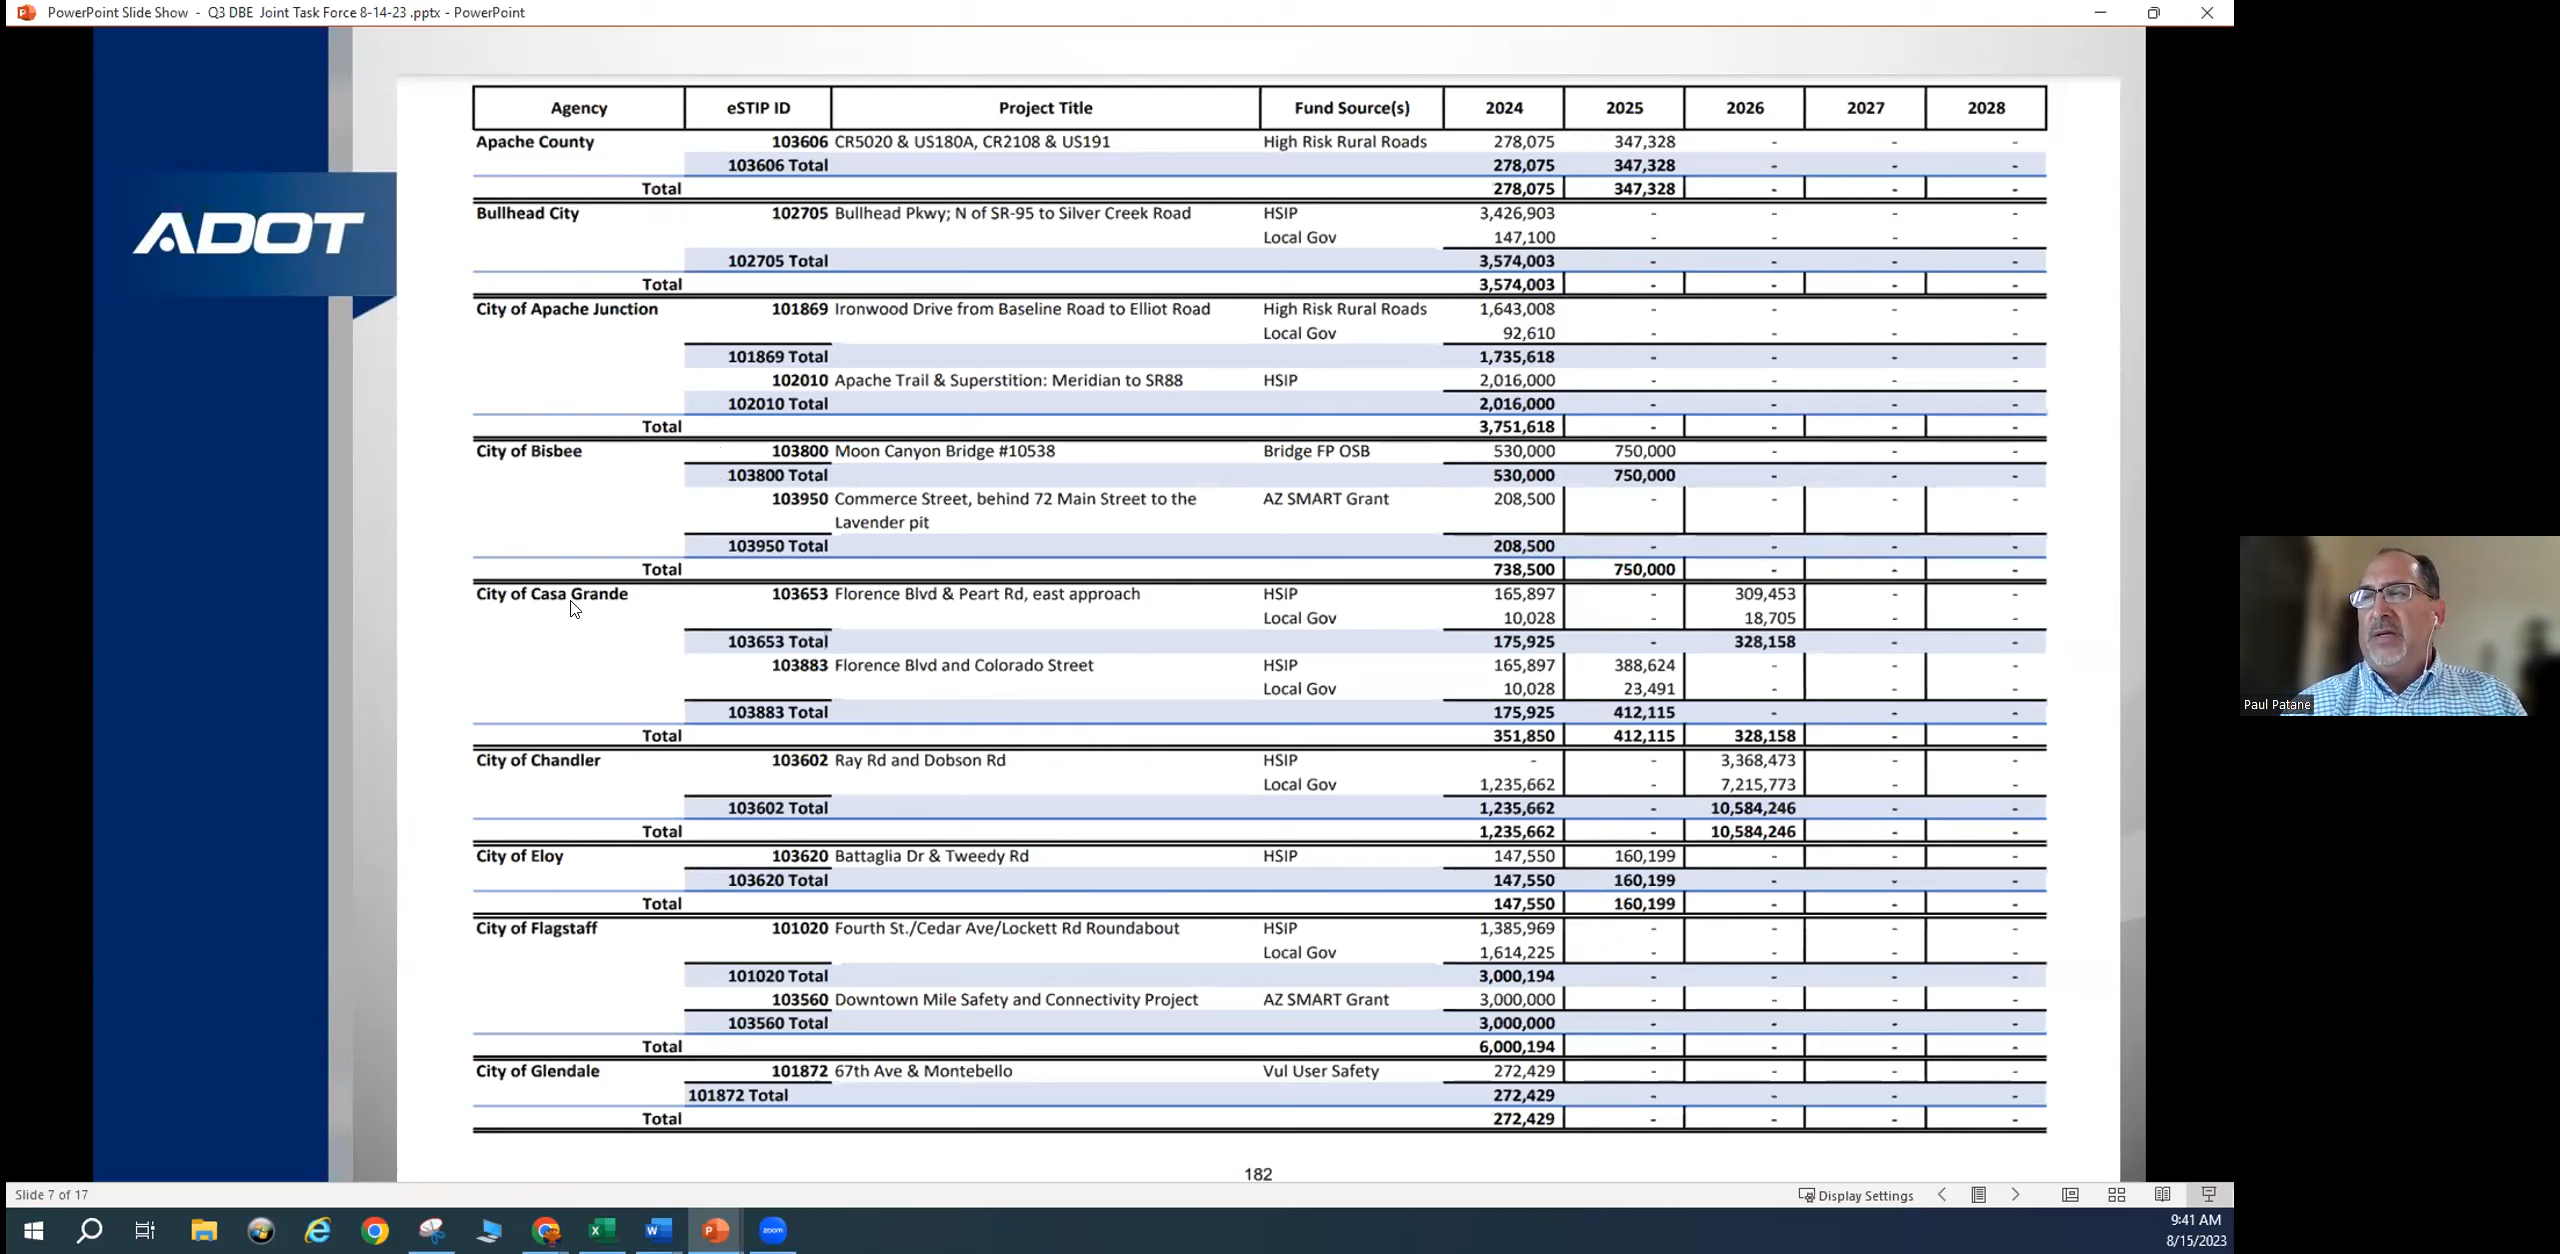 PowerPoint Slide Show - Q3 DBE Joint Task Force 8-14-23 .pptx - PowerPoint
ADOT
Agency eSTIP ID Project Title Fund Source(s) 2024 2025 2026 2027 2028
Apache County 103606 CR5020 & US180A, CR2108 & US191 High Risk Rural Roads 278,075 347,328 - - -
103606 Total 278,075 347,328 - - -
Total 278,075 347,328 - - -
Bullhead City 102705 Bullhead Pkwy; N of SR-95 to Silver Creek Road HSIP 3,426,903 - - - -
Local Gov 147,100 - - - -
102705 Total 3,574,003 - - - -
Total 3,574,003 - - - -
City of Apache Junction 101869 Ironwood Drive from Baseline Road to Elliot Road High Risk Rural Roads 1,643,008 - - - -
Local Gov 92,610 - - - -
101869 Total 1,735,618 - - - -
102010 Apache Trail & Superstition: Meridian to SR88 HSIP 2,016,000 - - - -
102010 Total 2,016,000 - - - -
Total 3,751,618 - - - -
City of Bisbee 103800 Moon Canyon Bridge #10538 Bridge FP OSB 530,000 750,000 - - -
103800 Total 530,000 750,000 - - -
103950 Commerce Street, behind 72 Main Street to the AZ SMART Grant 208,500 - - - -
Lavender pit
103950 Total 208,500 - - - -
Total 738,500 750,000 - - -
City of Casa Grande 103653 Florence Blvd & Peart Rd, east approach HSIP 165,897 - 309,453 - -
Local Gov 10,028 - 18,705 - -
103653 Total 175,925 - 328,158 - -
103883 Florence Blvd and Colorado Street HSIP 165,897 388,624 - - -
Local Gov 10,028 23,491 - - -
103883 Total 175,925 412,115 - - -
Total 351,850 412,115 328,158 - -
City of Chandler 103602 Ray Rd and Dobson Rd HSIP - - 3,368,473 - -
Local Gov 1,235,662 - 7,215,773 - -
103602 Total 1,235,662 - 10,584,246 - -
Total 1,235,662 - 10,584,246 - -
City of Eloy 103620 Battaglia Dr & Tweedy Rd HSIP 147,550 160,199 - - -
103620 Total 147,550 160,199 - - -
Total 147,550 160,199 - - -
City of Flagstaff 101020 Fourth St./Cedar Ave/Lockett Rd Roundabout HSIP 1,385,969 - - - -
Local Gov 1,614,225 - - - -
101020 Total 3,000,194 - - - -
103560 Downtown Mile Safety and Connectivity Project AZ SMART Grant 3,000,000 - - - -
103560 Total 3,000,000 - - - -
Total 6,000,194 - - - -
City of Glendale 101872 67th Ave & Montebello Vul User Safety 272,429 - - - -
101872 Total 272,429 - - - -
Total 272,429 - - - -
182
Paul Patane
Slide 7 of 17
Display Settings
zoom
9:41 AM
8/15/2023